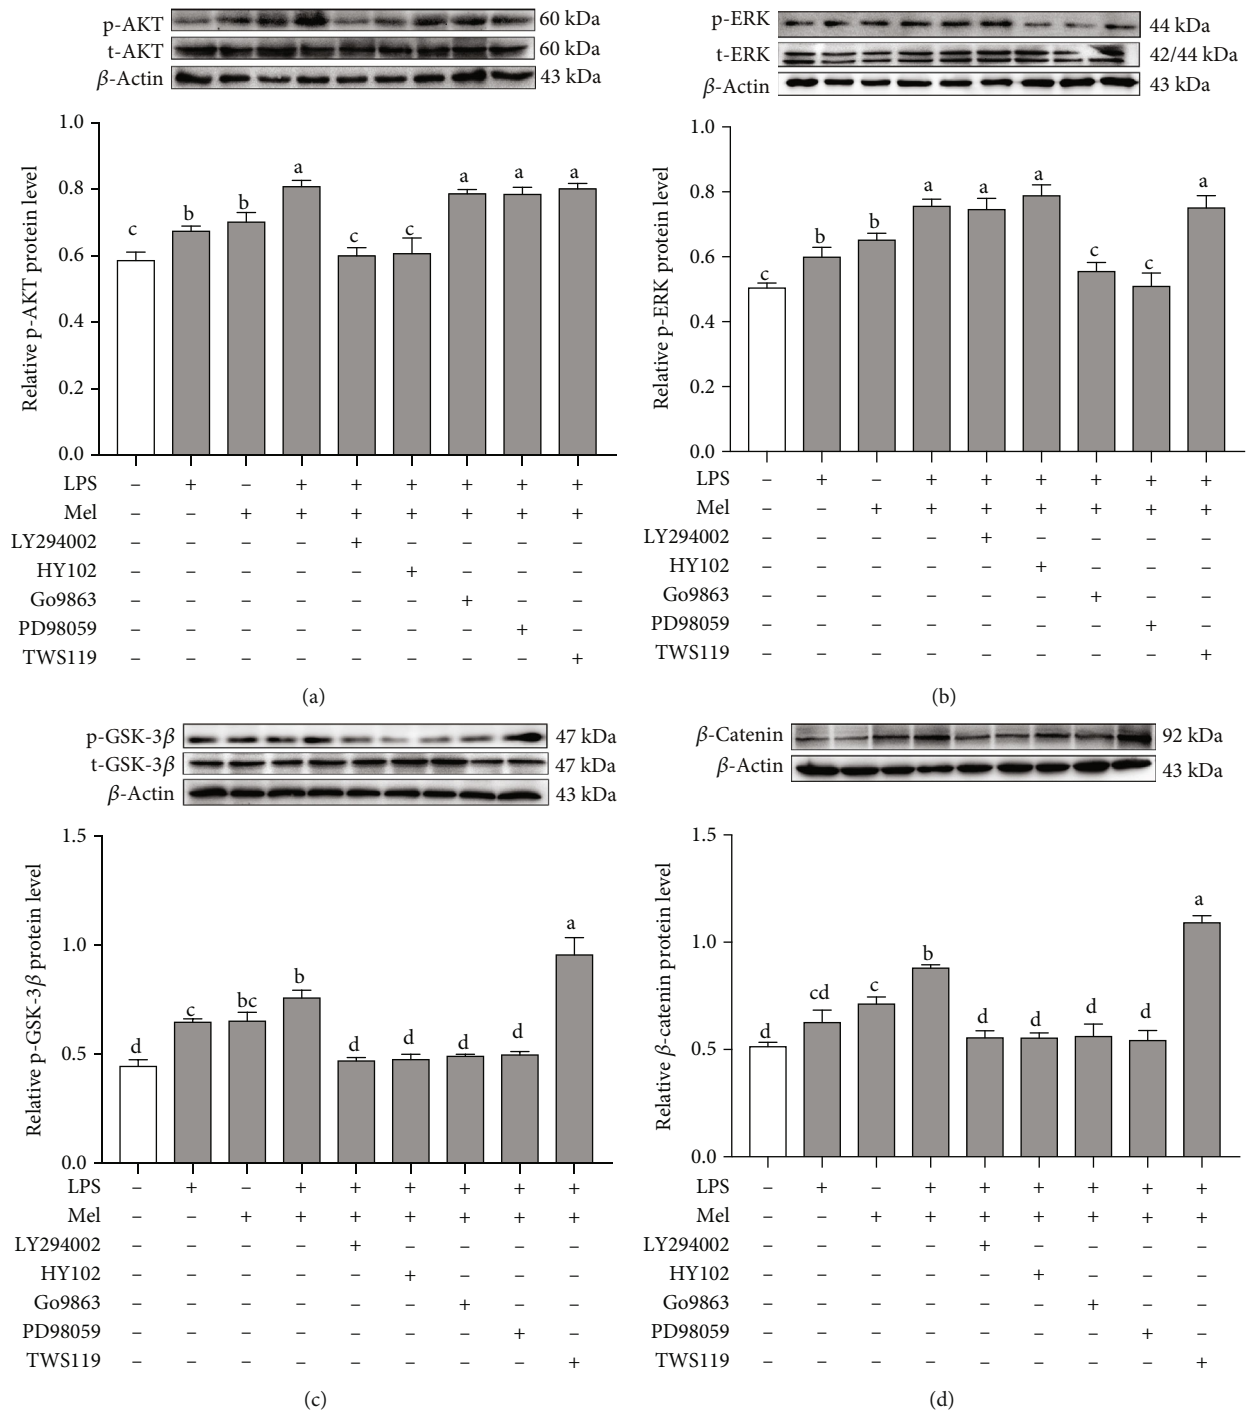 p-AKT 60 kDa
t-AKT 60 kDa
β-Actin 43 kDa
Relative p-AKT protein level
1.0
0.8
0.6
0.4
0.2
0.0
c b b a c c a a a
LPS – + – + + + + + +
Mel – – + + + + + + +
LY294002 – – – – + – – – –
HY102 – – – – – + – – –
Go9863 – – – – – – + – –
PD98059 – – – – – – – + –
TWS119 – – – – – – – – +
(a)
p-ERK 44 kDa
t-ERK 42/44 kDa
β-Actin 43 kDa
Relative p-ERK protein level
1.0
0.8
0.6
0.4
0.2
0.0
c b b a a a c c a
LPS – + – + + + + + +
Mel – – + + + + + + +
LY294002 – – – – + – – – –
HY102 – – – – – + – – –
Go9863 – – – – – – + – –
PD98059 – – – – – – – + –
TWS119 – – – – – – – – +
(b)
p-GSK-3β 47 kDa
t-GSK-3β 47 kDa
β-Actin 43 kDa
Relative p-GSK-3β protein level
1.5
1.0
0.5
0.0
d c bc b d d d d a
LPS – + – + + + + + +
Mel – – + + + + + + +
LY294002 – – – – + – – – –
HY102 – – – – – + – – –
Go9863 – – – – – – + – –
PD98059 – – – – – – – + –
TWS119 – – – – – – – – +
(c)
β-Catenin 92 kDa
β-Actin 43 kDa
Relative β-catenin protein level
1.5
1.0
0.5
0.0
d cd c b d d d d a
LPS – + – + + + + + +
Mel – – + + + + + + +
LY294002 – – – – + – – – –
HY102 – – – – – + – – –
Go9863 – – – – – – + – –
PD98059 – – – – – – – + –
TWS119 – – – – – – – – +
(d)